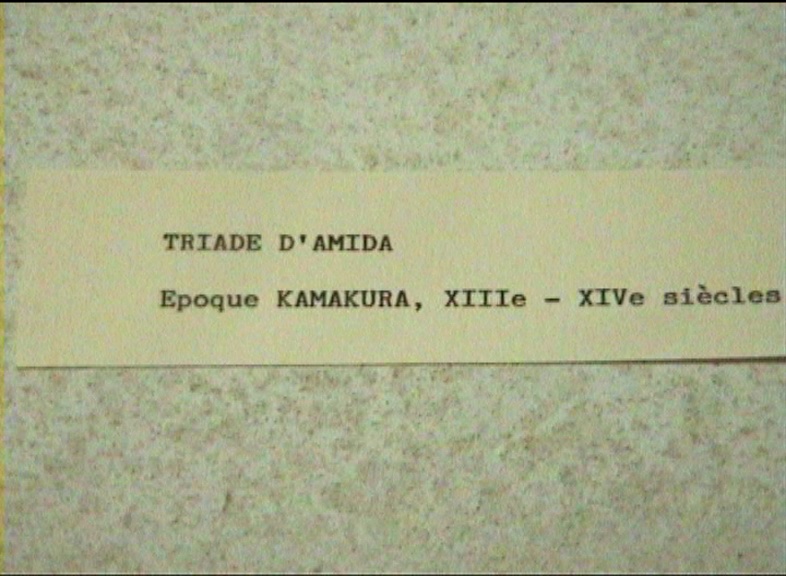 TRIADE D'AMIDA
Epoque KAMAKURA, XIIIe - XIVe siècles